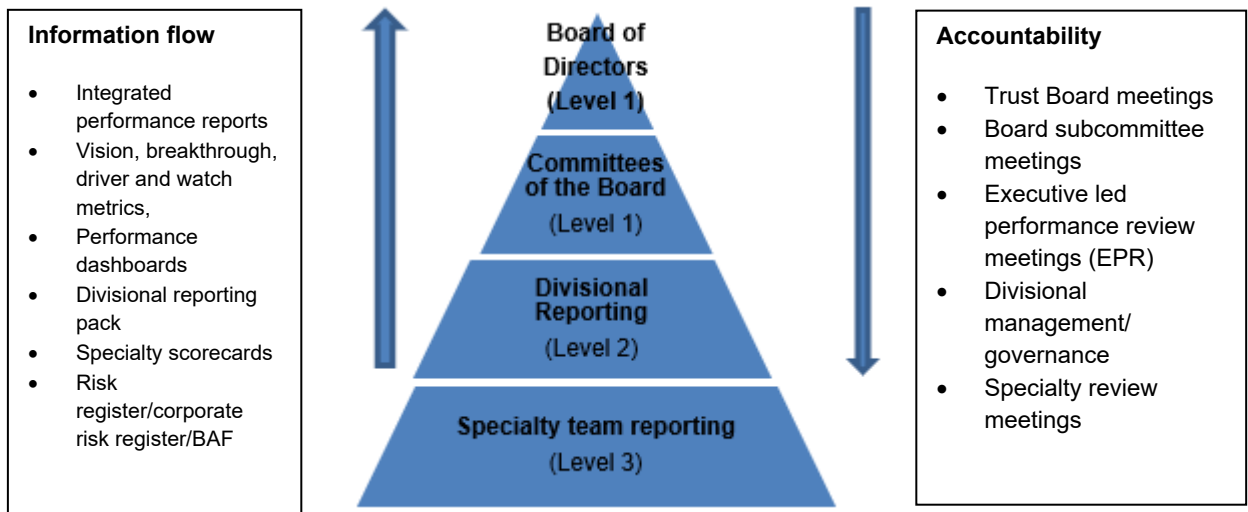 Information flow
• Integrated
performance reports
• Vision, breakthrough,
driver and watch
metrics,
• Performance
dashboards
• Divisional reporting
pack
• Specialty scorecards
• Risk
register/corporate
risk register/BAF
Board of
Directors
(Level 1)
Committees
of the Board
(Level 1)
Divisional
Reporting
(Level 2)
Specialty team reporting
(Level 3)
Accountability
• Trust Board meetings
• Board subcommittee
meetings
• Executive led
performance review
meetings (EPR)
• Divisional
management/
governance
• Specialty review
meetings